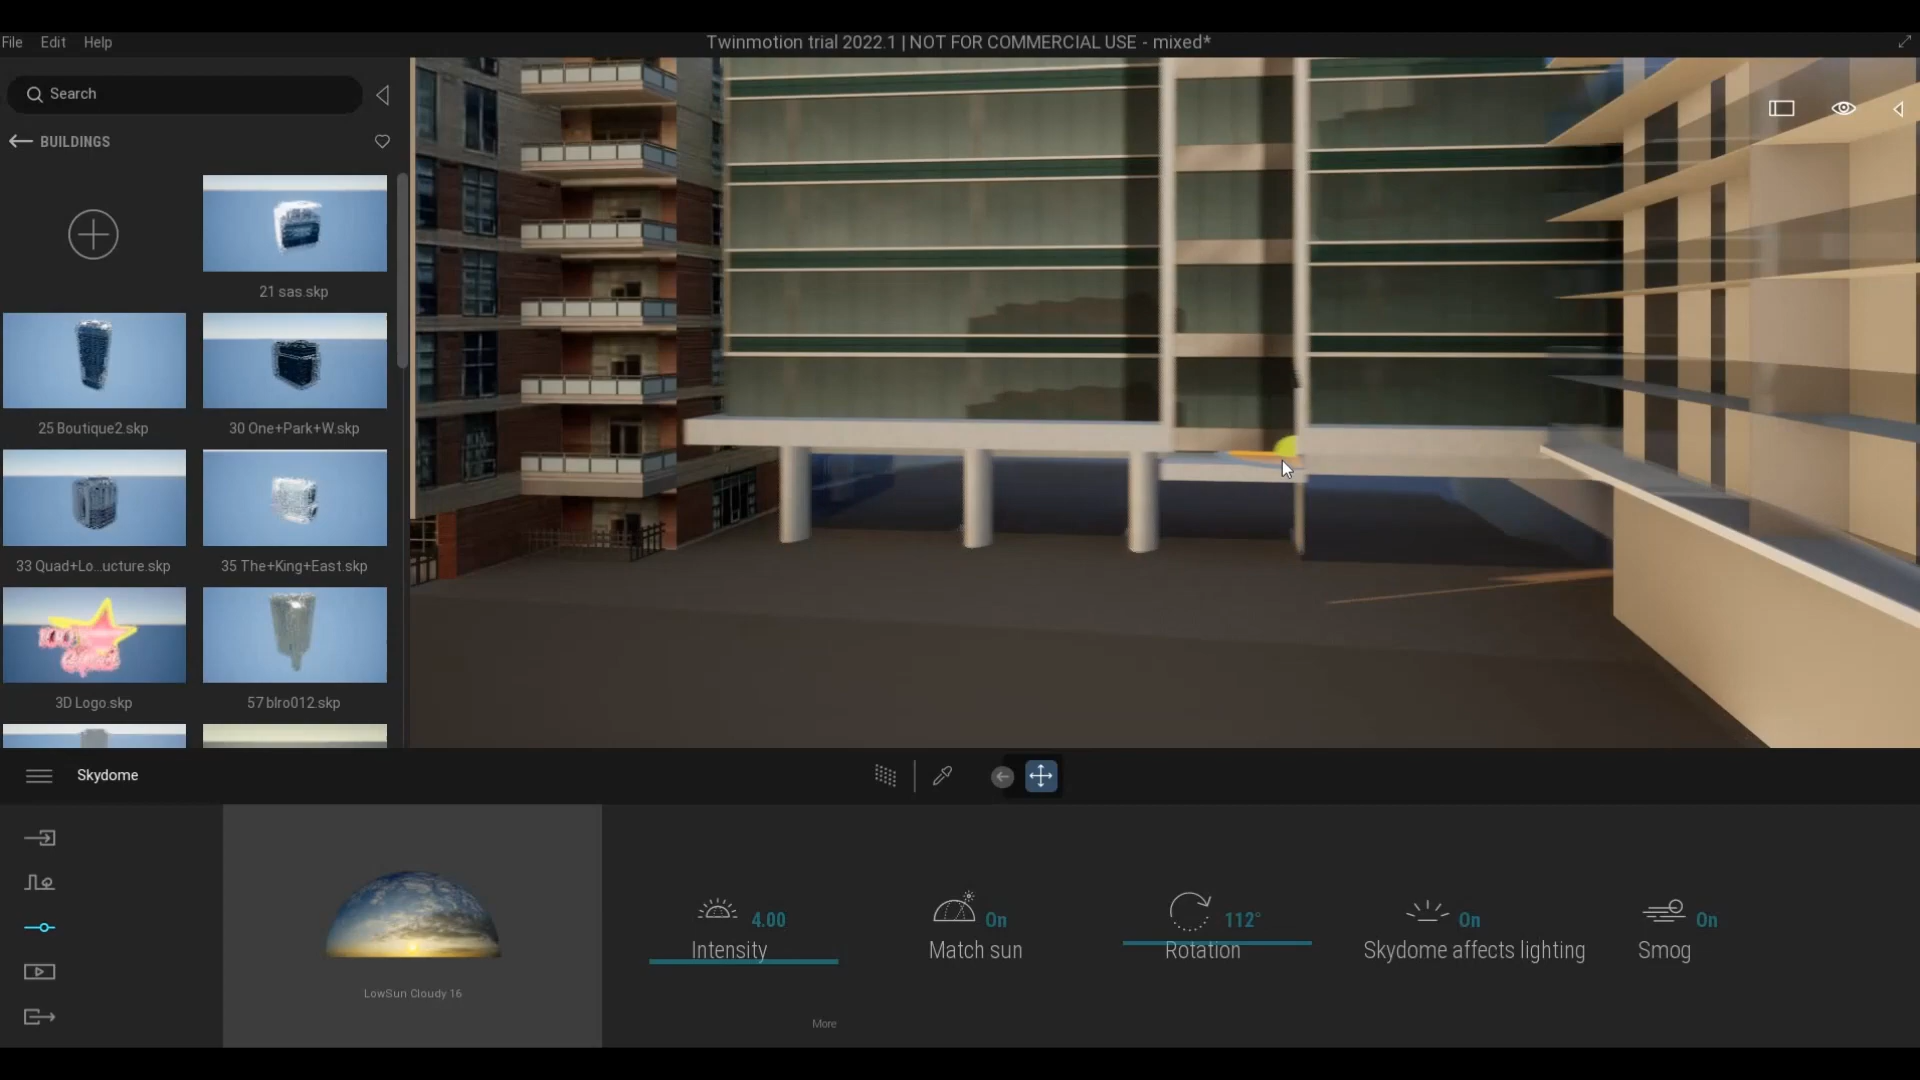 File Edit Help
Twinmotion trial 2022.1 | NOT FOR COMMERCIAL USE - mixed*
Search
BUILDINGS
21 sas.skp
25 Boutique2.skp
30 One+Park+W.skp
33 Quad+Lo...ucture.skp
35 The+King+East.skp
3D Logo.skp
57 blro012.skp
Skydome
LowSun Cloudy 16
4.00
Intensity
On
Match sun
112°
Rotation
On
Skydome affects lighting
On
Smog
More